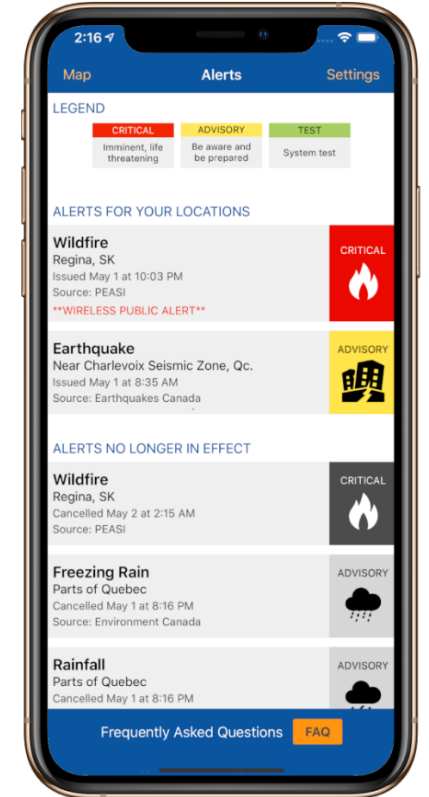 2:16
Map Alerts Settings
LEGEND
CRITICAL
Imminent, life
threatening
ADVISORY
Be aware and
be prepared
TEST
System test
ALERTS FOR YOUR LOCATIONS
Wildfire
Regina, SK
Issued May 1 at 10:03 PM
Source: PEASI
**WIRELESS PUBLIC ALERT**
CRITICAL
Earthquake
Near Charlevoix Seismic Zone, Qc.
Issued May 1 at 8:35 AM
Source: Earthquakes Canada
ADVISORY
ALERTS NO LONGER IN EFFECT
Wildfire
Regina, SK
Cancelled May 2 at 2:15 AM
Source: PEASI
CRITICAL
Freezing Rain
Parts of Quebec
Cancelled May 1 at 8:16 PM
Source: Environment Canada
ADVISORY
Rainfall
Parts of Quebec
Cancelled May 1 at 8:16 PM
ADVISORY
Frequently Asked Questions FAQ